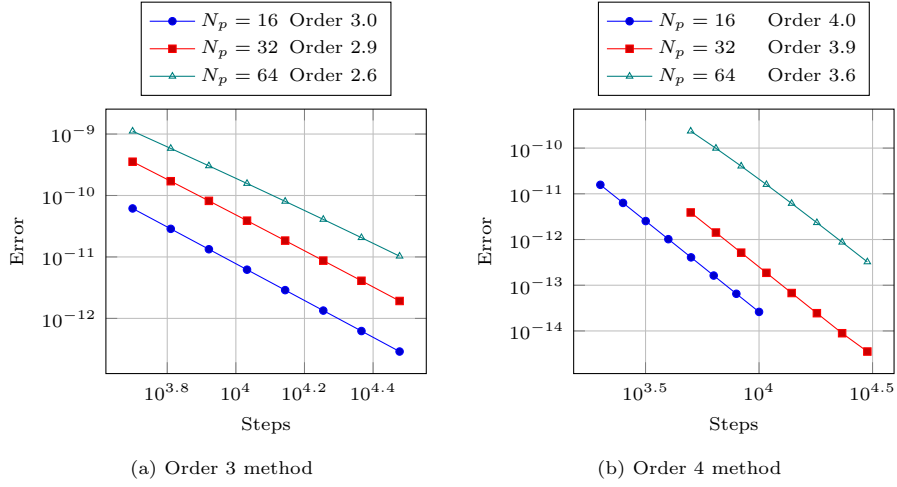 N_p = 16 Order 3.0
N_p = 32 Order 2.9
N_p = 64 Order 2.6
10^−9
10^−10
10^−11
10^−12
Error
10^3.8
10^4
10^4.2
10^4.4
Steps
(a) Order 3 method
N_p = 16 Order 4.0
N_p = 32 Order 3.9
N_p = 64 Order 3.6
10^−10
10^−11
10^−12
10^−13
10^−14
Error
10^3.5
10^4
10^4.5
Steps
(b) Order 4 method